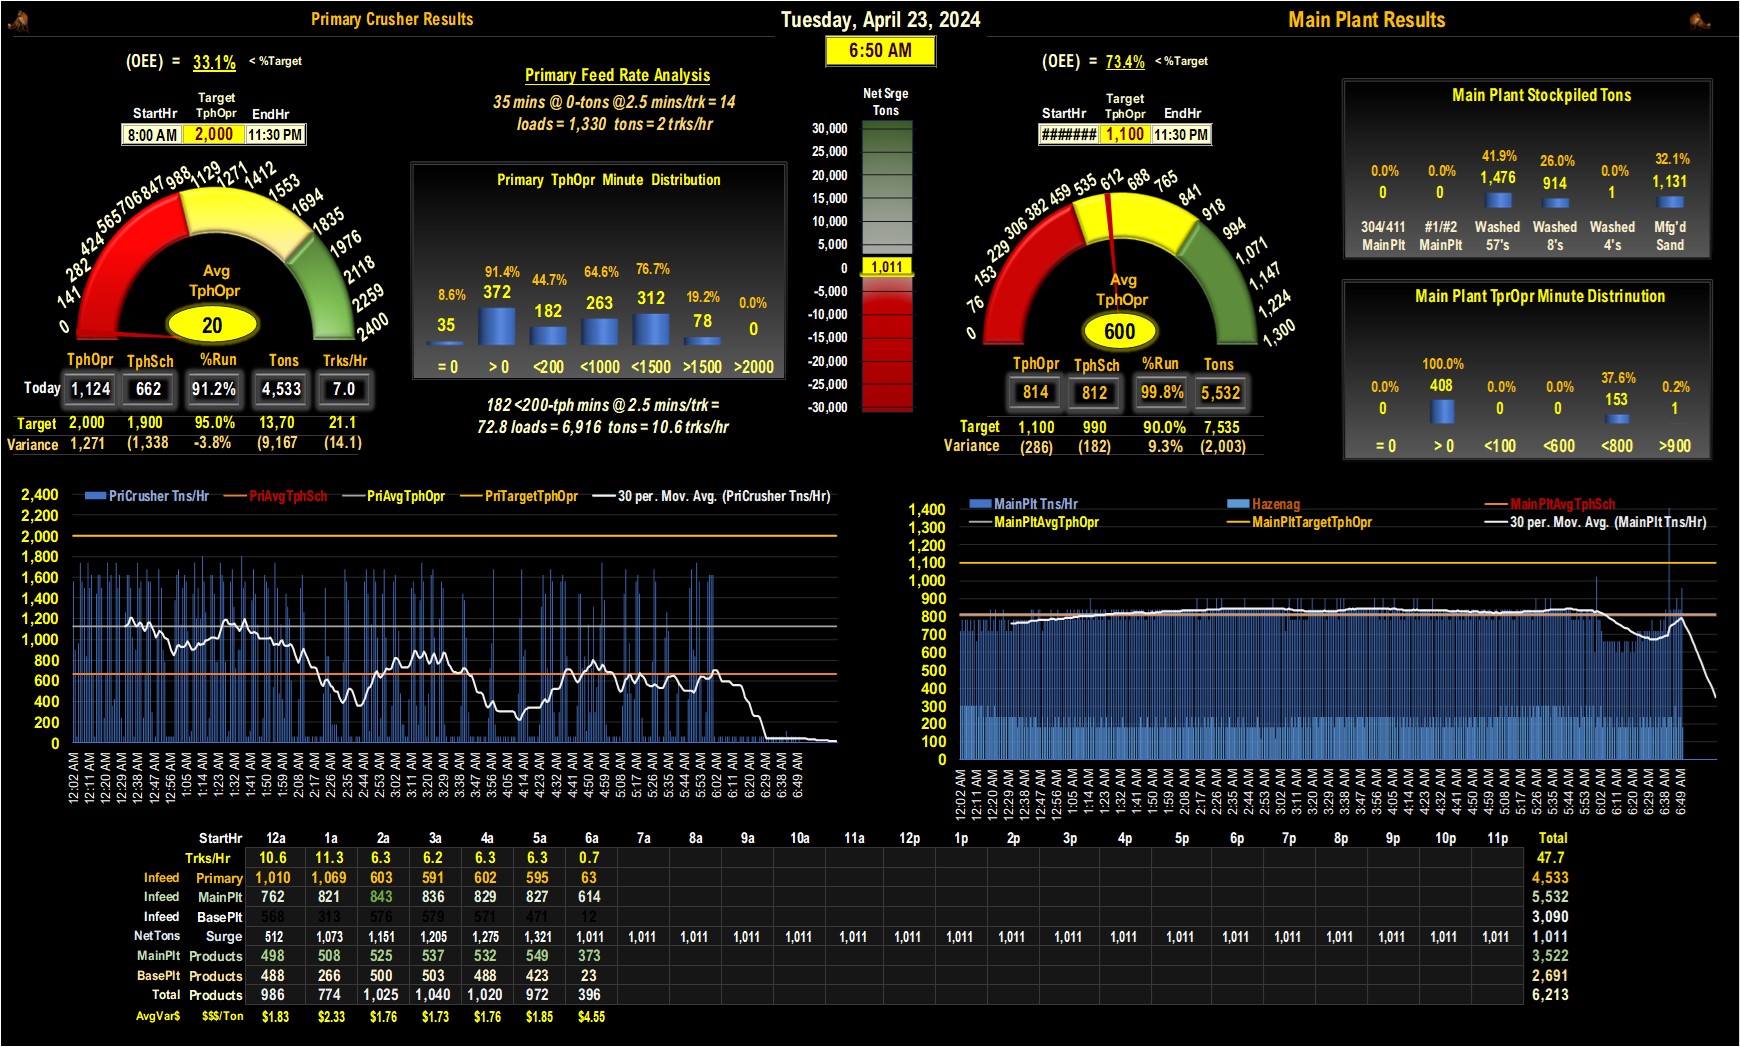 Primary Crusher Results
Tuesday, April 23, 2024
Main Plant Results
6:50 AM
(OEE) = 33.1% < %Target
StartHr Target TphOpr EndHr
8:00 AM 2,000 11:30 PM
0 141 282 424 565 706 847 988 1129 1271 1412 1553 1694 1835 1976 2118 2259 2400
Avg
TphOpr
20
TphOpr TphSch %Run Tons Trks/Hr
Today 1,124 662 91.2% 4,533 7.0
Target 2,000 1,900 95.0% 13,70 21.1
Variance 1,271 (1,338 -3.8% (9,167 (14.1)
Primary Feed Rate Analysis
35 mins @ 0-tons @2.5 mins/trk = 14
loads = 1,330 tons = 2 trks/hr
Primary TphOpr Minute Distribution
8.6% 91.4% 44.7% 64.6% 76.7% 19.2% 0.0%
35 372 182 263 312 78 0
= 0 > 0 <200 <1000 <1500 >1500 >2000
182 <200-tph mins @ 2.5 mins/trk =
72.8 loads = 6,916 tons = 10.6 trks/hr
Net Srge
Tons
30,000
25,000
20,000
15,000
10,000
5,000
0
1,011
-5,000
-10,000
-15,000
-20,000
-25,000
-30,000
(OEE) = 73.4% < %Target
StartHr Target TphOpr EndHr
####### 1,100 11:30 PM
0 76 153 229 306 382 459 535 612 688 765 841 918 994 1,071 1,147 1,224 1,300
Avg
TphOpr
600
TphOpr TphSch %Run Tons
814 812 99.8% 5,532
Target 1,100 990 90.0% 7,535
Variance (286) (182) 9.3% (2,003)
Main Plant Stockpiled Tons
0.0% 0.0% 41.9% 26.0% 0.0% 32.1%
0 0 1,476 914 1 1,131
304/411 #1/#2 Washed Washed Washed Mfg'd
MainPlt MainPlt 57's 8's 4's Sand
Main Plant TprOpr Minute Distrinution
0.0% 100.0% 0.0% 0.0% 37.6% 0.2%
0 408 0 0 153 1
= 0 > 0 <100 <600 <800 >900
PriCrusher Tns/Hr PriAvgTphSch PriAvgTphOpr PriTargetTphOpr 30 per. Mov. Avg. (PriCrusher Tns/Hr)
2,400
2,200
2,000
1,800
1,600
1,400
1,200
1,000
800
600
400
200
0
12:02 AM 12:11 AM 12:20 AM 12:29 AM 12:38 AM 12:47 AM 12:56 AM 1:05 AM 1:14 AM 1:23 AM 1:32 AM 1:41 AM 1:50 AM 1:59 AM 2:08 AM 2:17 AM 2:26 AM 2:35 AM 2:44 AM 2:53 AM 3:02 AM 3:11 AM 3:20 AM 3:29 AM 3:38 AM 3:47 AM 3:56 AM 4:05 AM 4:14 AM 4:23 AM 4:32 AM 4:41 AM 4:50 AM 4:59 AM 5:08 AM 5:17 AM 5:26 AM 5:35 AM 5:44 AM 5:53 AM 6:02 AM 6:11 AM 6:20 AM 6:29 AM 6:38 AM 6:49 AM
MainPlt Tns/Hr Hazenag MainPltAvgTphSch
MainPltAvgTphOpr MainPltTargetTphOpr 30 per. Mov. Avg. (MainPlt Tns/Hr)
1,400
1,300
1,200
1,100
1,000
900
800
700
600
500
400
300
200
100
0
12:02 AM 12:11 AM 12:20 AM 12:29 AM 12:38 AM 12:47 AM 12:56 AM 1:05 AM 1:14 AM 1:23 AM 1:32 AM 1:41 AM 1:50 AM 1:59 AM 2:08 AM 2:17 AM 2:26 AM 2:35 AM 2:44 AM 2:53 AM 3:02 AM 3:11 AM 3:20 AM 3:29 AM 3:38 AM 3:47 AM 3:56 AM 4:05 AM 4:14 AM 4:23 AM 4:32 AM 4:41 AM 4:50 AM 4:59 AM 5:08 AM 5:17 AM 5:26 AM 5:35 AM 5:44 AM 5:53 AM 6:02 AM 6:11 AM 6:20 AM 6:29 AM 6:38 AM 6:49 AM
StartHr 12a 1a 2a 3a 4a 5a 6a 7a 8a 9a 10a 11a 12p 1p 2p 3p 4p 5p 6p 7p 8p 9p 10p 11p Total
Trks/Hr 10.6 11.3 6.3 6.2 6.3 6.3 0.7 47.7
Infeed Primary 1,010 1,069 603 591 602 595 63 4,533
Infeed MainPlt 762 821 843 836 829 827 614 5,532
Infeed BasePlt 568 313 576 579 571 471 12 3,090
NetTons Surge 512 1,073 1,151 1,205 1,275 1,321 1,011 1,011 1,011 1,011 1,011 1,011 1,011 1,011 1,011 1,011 1,011 1,011 1,011 1,011 1,011 1,011 1,011 1,011 1,011
MainPlt Products 498 508 525 537 532 549 373 3,522
BasePlt Products 488 266 500 503 488 423 23 2,691
Total Products 986 774 1,025 1,040 1,020 972 396 6,213
AvgVar$ $$$/Ton $1.83 $2.33 $1.76 $1.73 $1.76 $1.85 $4.55